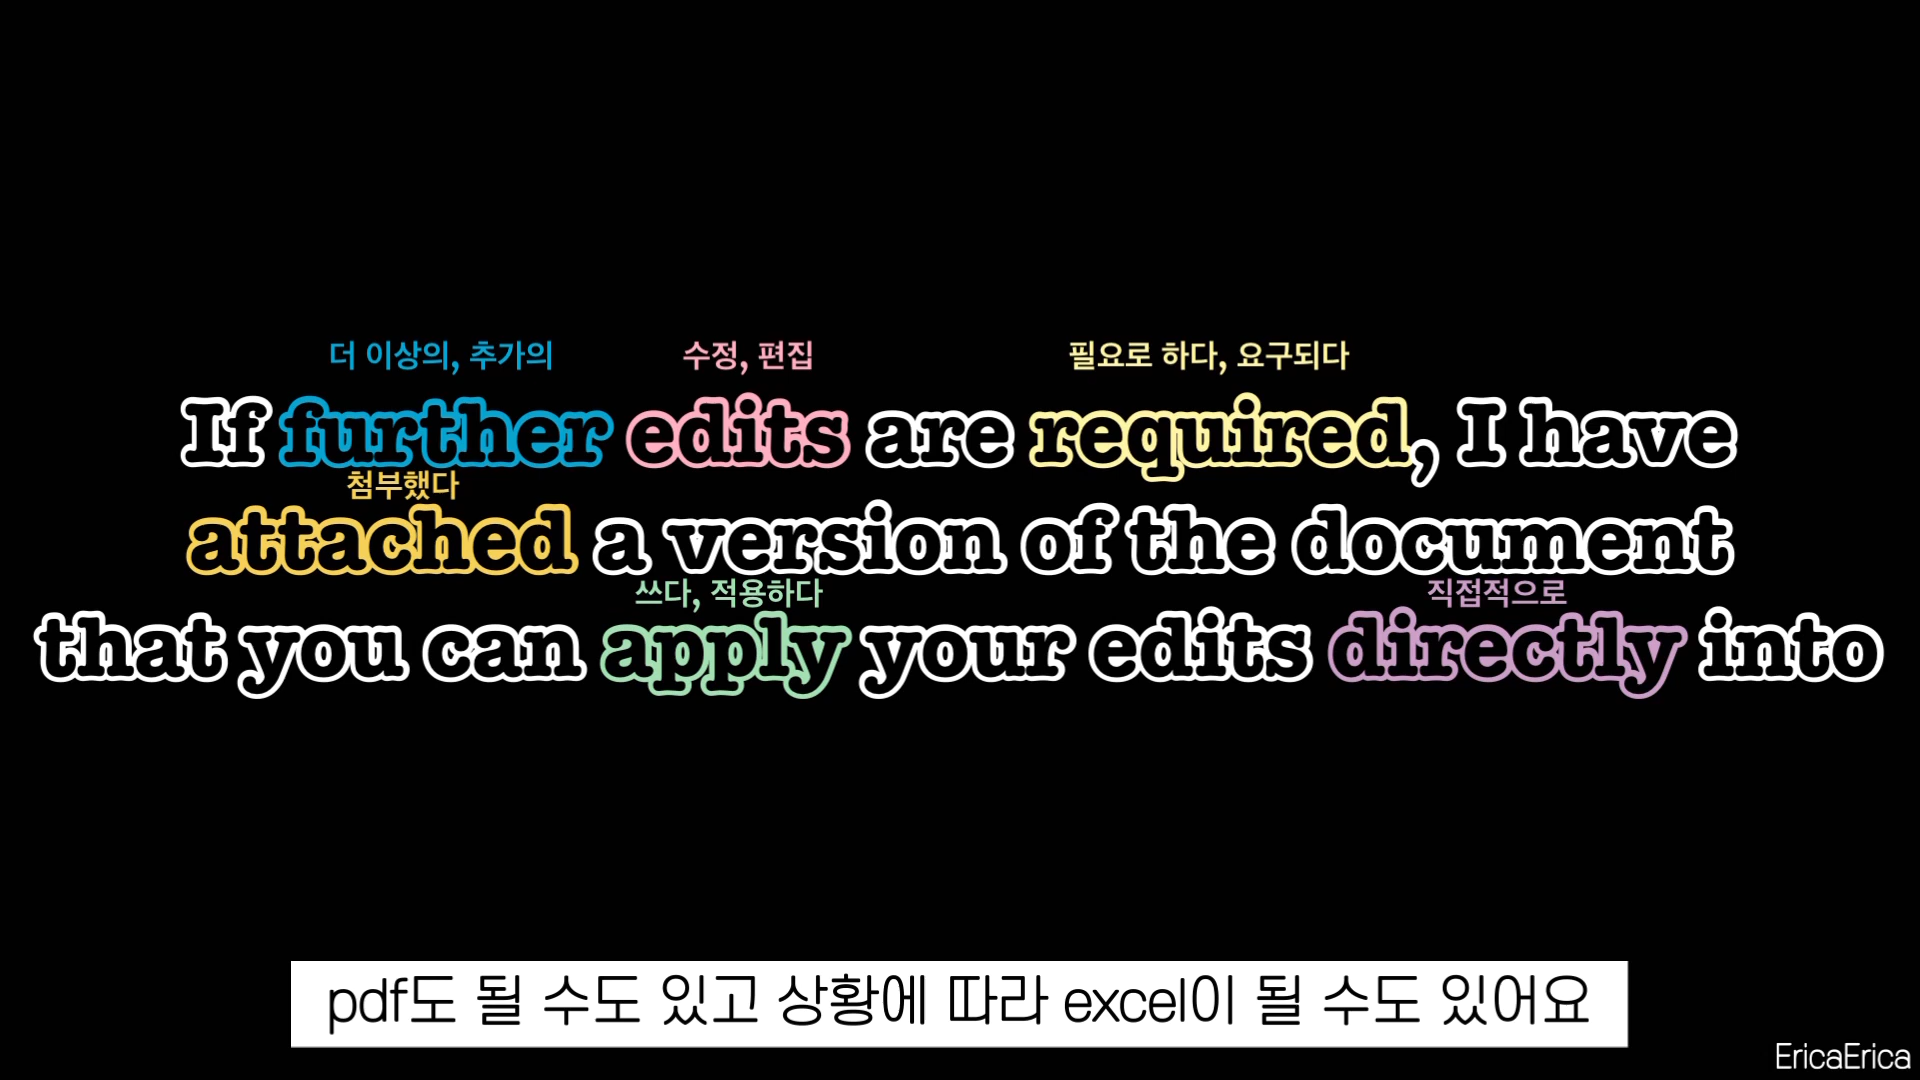 더 이상의, 추가의 수정, 편집 필요로 하다, 요구되다
If further edits are required, I have
첨부했다
attached a version of the document
쓰다, 적용하다 직접적으로
that you can apply your edits directly into
pdf도 될 수도 있고 상황에 따라 excel이 될 수도 있어요
EricaErica